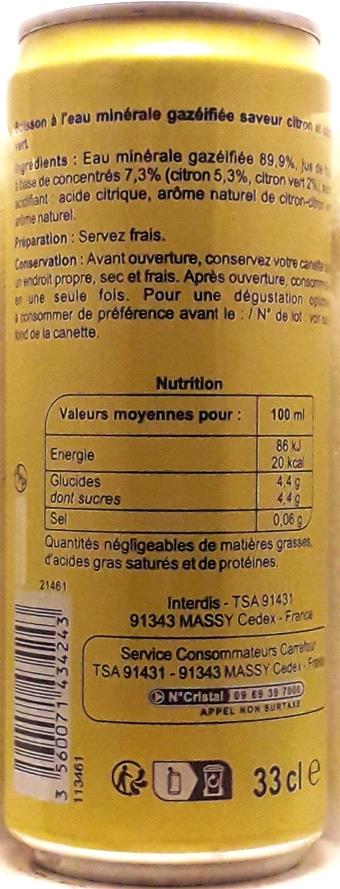 Boisson à l'eau minérale gazéifiée saveur citron et
vert.
Ingrédients : Eau minérale gazéifiée 89,9%, jus de
à base de concentrés 7,3% (citron 5,3%, citron vert 2%),
acidifiant : acide citrique, arôme naturel de citron-citron
arôme naturel.
Préparation : Servez frais.
Conservation : Avant ouverture, conservez votre canette
un endroit propre, sec et frais. Après ouverture,
en une seule fois. Pour une dégustation
à consommer de préférence avant le : / N° de lot : voir
fond de la canette.
Nutrition
Valeurs moyennes pour : 100 ml
Energie 86 kJ
20 kcal
Glucides 4,4 g
dont sucres 4,4 g
Sel 0,06 g
Quantités négligeables de matières grasses,
d'acides gras saturés et de protéines.
21461
Interdis - TSA 91431
91343 MASSY Cedex - France
Service Consommateurs Carrefour
TSA 91431 - 91343 MASSY Cedex -
N°Cristal 09 69 39 7000
APPEL NON SURTAXE
3 560071 434243
113461
33 cl e